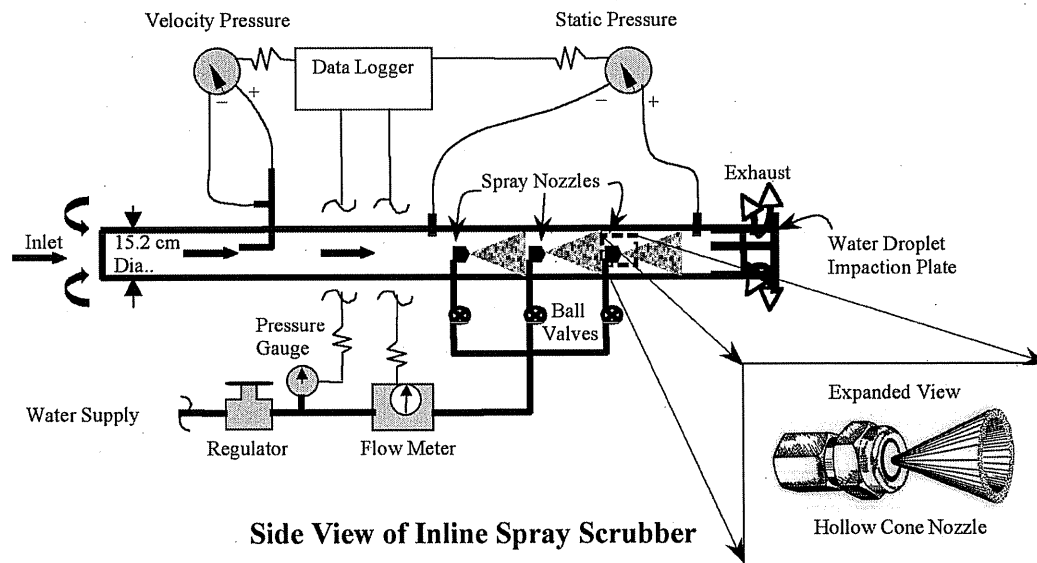 Velocity Pressure
Static Pressure
Data Logger
− +
− +
Spray Nozzles
Exhaust
Inlet
15.2 cm
Dia..
Water Droplet
Impaction Plate
Pressure
Gauge
Ball
Valves
Water Supply
Regulator
Flow Meter
Expanded View
Hollow Cone Nozzle
Side View of Inline Spray Scrubber